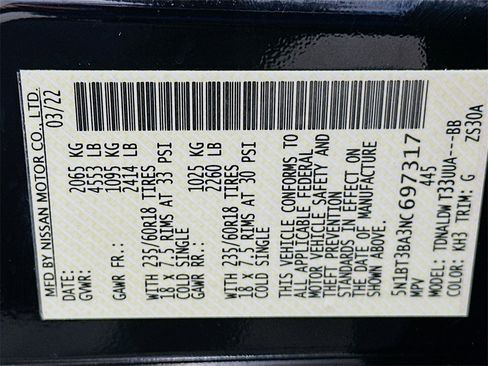 MFD BY NISSAN MOTOR CO., LTD.
DATE: 03/22
GVWR: 2065 KG
4553 LB
GAWR FR.: 1095 KG
2414 LB
WITH 235/60R18 TIRES
18 X 7.5 RIMS AT 33 PSI
COLD SINGLE
GAWR RR.: 1025 KG
2260 LB
WITH 235/60R18 TIRES
18 X 7.5 RIMS AT 30 PSI
COLD SINGLE
THIS VEHICLE CONFORMS TO
ALL APPLICABLE FEDERAL
MOTOR VEHICLE SAFETY AND
THEFT PREVENTION
STANDARDS IN EFFECT ON
THE DATE OF MANUFACTURE
SHOWN ABOVE.
5N1BT3BA3NC697317
MPV 445
MODEL: TDNALDW T33UUA---BB
COLOR: KH3 TRIM: G ZS30A